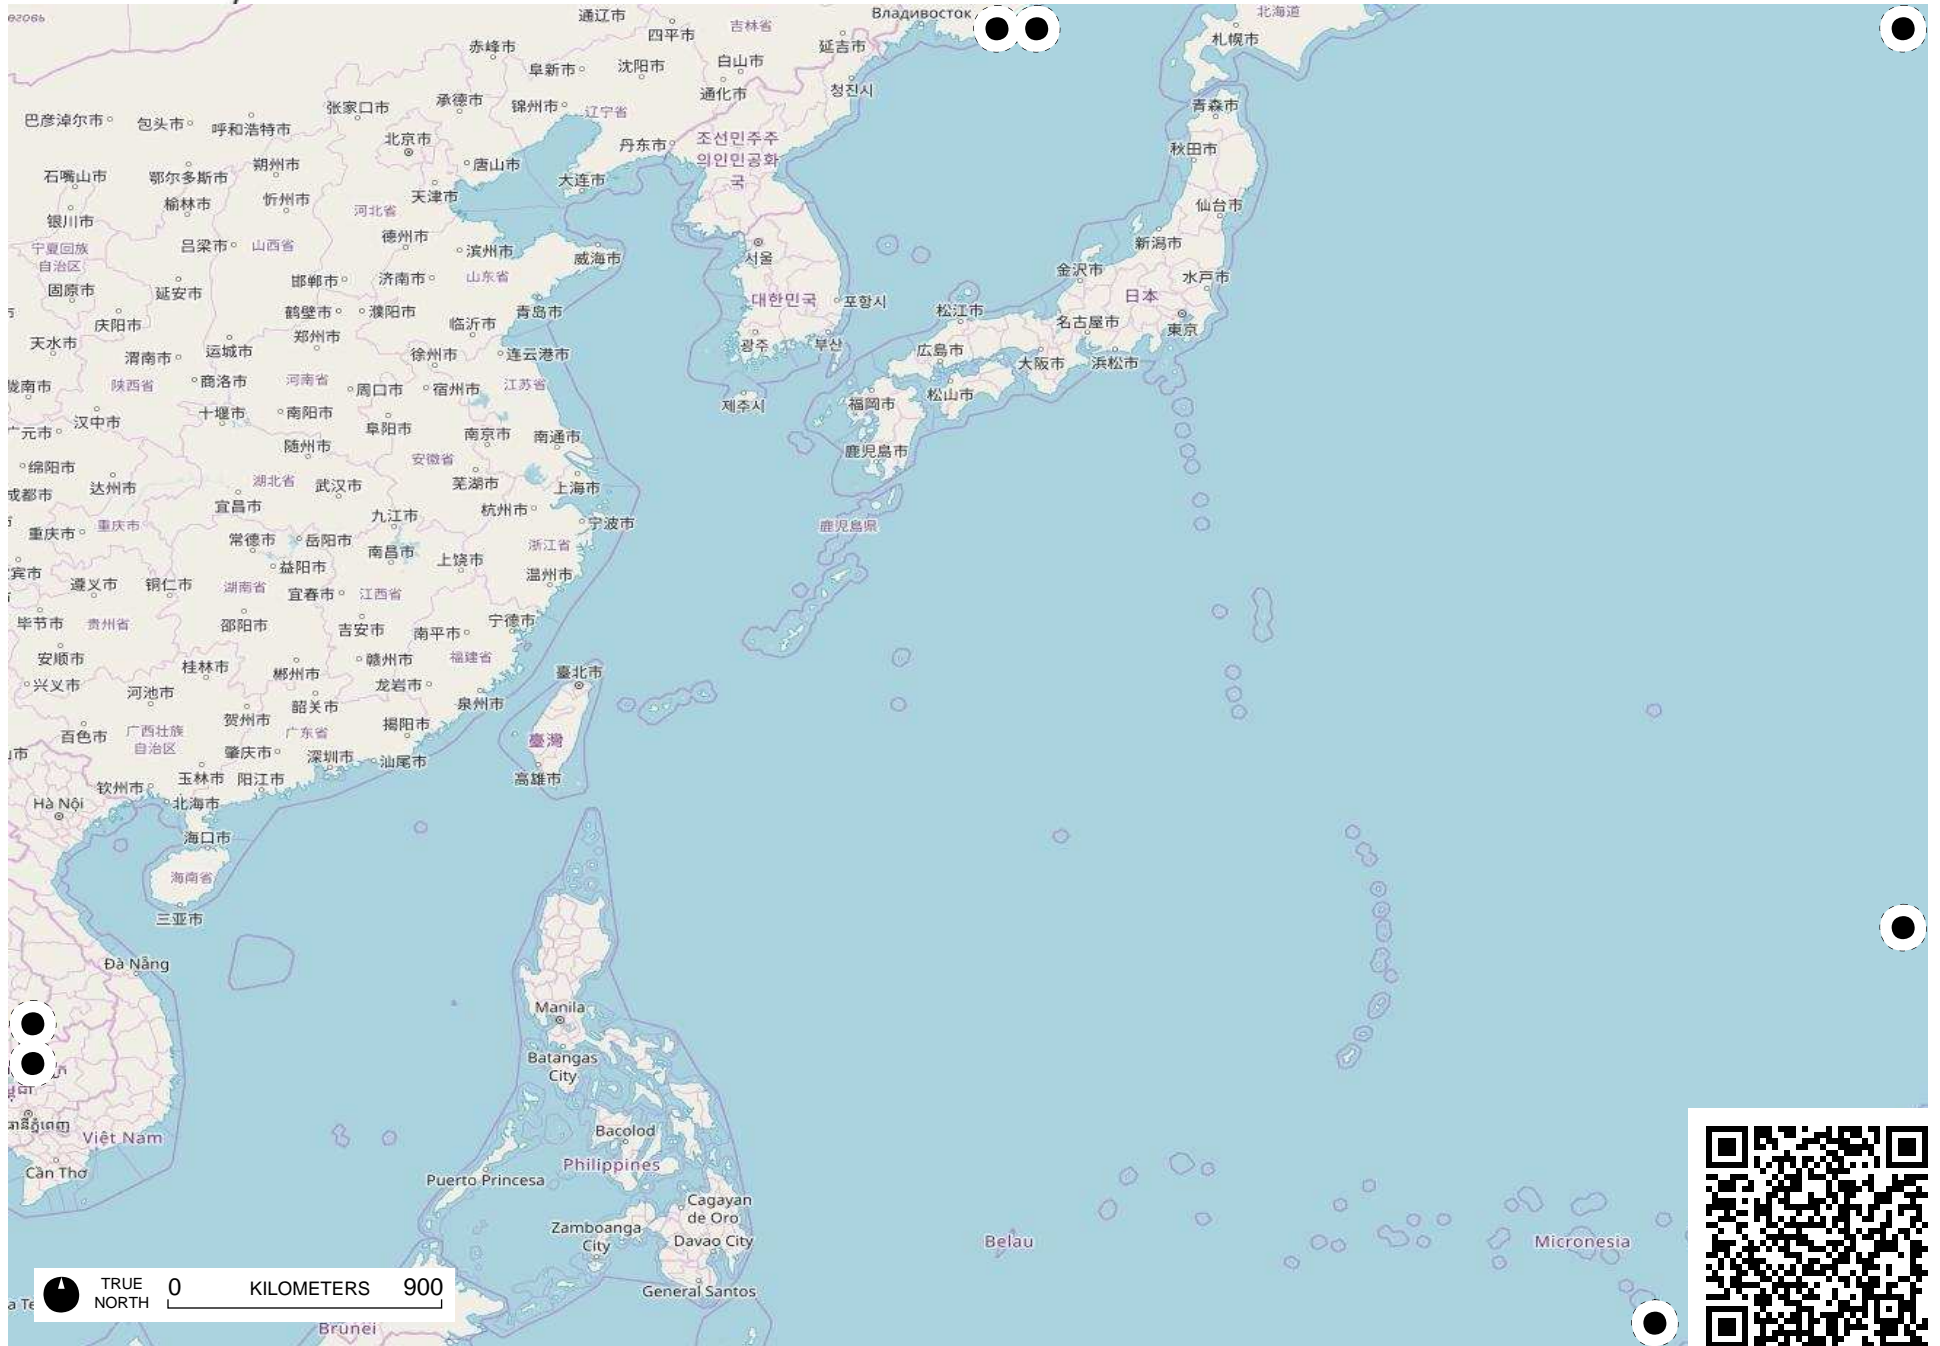 Владивосток
通辽市
四平市
吉林省
延吉市
北海道
札幌市
赤峰市
阜新市
沈阳市
白山市
通化市
청진시
张家口市
承德市
锦州市
辽宁省
青森市
巴彦淖尔市
包头市
呼和浩特市
北京市
丹东市
조선민주주
의인민공화
국
秋田市
朔州市
唐山市
大连市
石嘴山市
鄂尔多斯市
天津市
榆林市
忻州市
河北省
仙台市
银川市
德州市
宁夏回族
自治区
吕梁市
山西省
滨州市
威海市
서울
新潟市
金沢市
水戸市
固原市
延安市
邯郸市
济南市
山东省
대한민국
포항시
日本
庆阳市
鹤壁市
濮阳市
临沂市
青岛市
松江市
名古屋市
東京
天水市
渭南市
运城市
郑州市
徐州市
连云港市
광주
부산
広島市
大阪市
浜松市
陇南市
陕西省
商洛市
河南省
周口市
宿州市
江苏省
제주시
福岡市
松山市
汉中市
十堰市
南阳市
阜阳市
南京市
南通市
随州市
安徽省
鹿児島市
绵阳市
达州市
湖北省
武汉市
芜湖市
上海市
成都市
宜昌市
九江市
杭州市
宁波市
重庆市
重庆市
常德市
岳阳市
南昌市
上饶市
浙江省
鹿児島県
益阳市
温州市
遵义市
铜仁市
湖南省
宜春市
江西省
毕节市
贵州省
邵阳市
吉安市
南平市
宁德市
安顺市
桂林市
郴州市
赣州市
福建省
臺北市
兴义市
河池市
韶关市
龙岩市
泉州市
百色市
广西壮族
自治区
贺州市
广东省
揭阳市
臺灣
肇庆市
深圳市
汕尾市
高雄市
钦州市
玉林市
阳江市
Hà Nội
北海市
海口市
海南省
三亚市
Đà Nẵng
Manila
Batangas
City
Việt Nam
Cần Thơ
Bacolod
Philippines
Puerto Princesa
Cagayan
de Oro
Zamboanga
City
Davao City
General Santos
Belau
Micronesia
TRUE
NORTH
0 KILOMETERS 900
Brunei